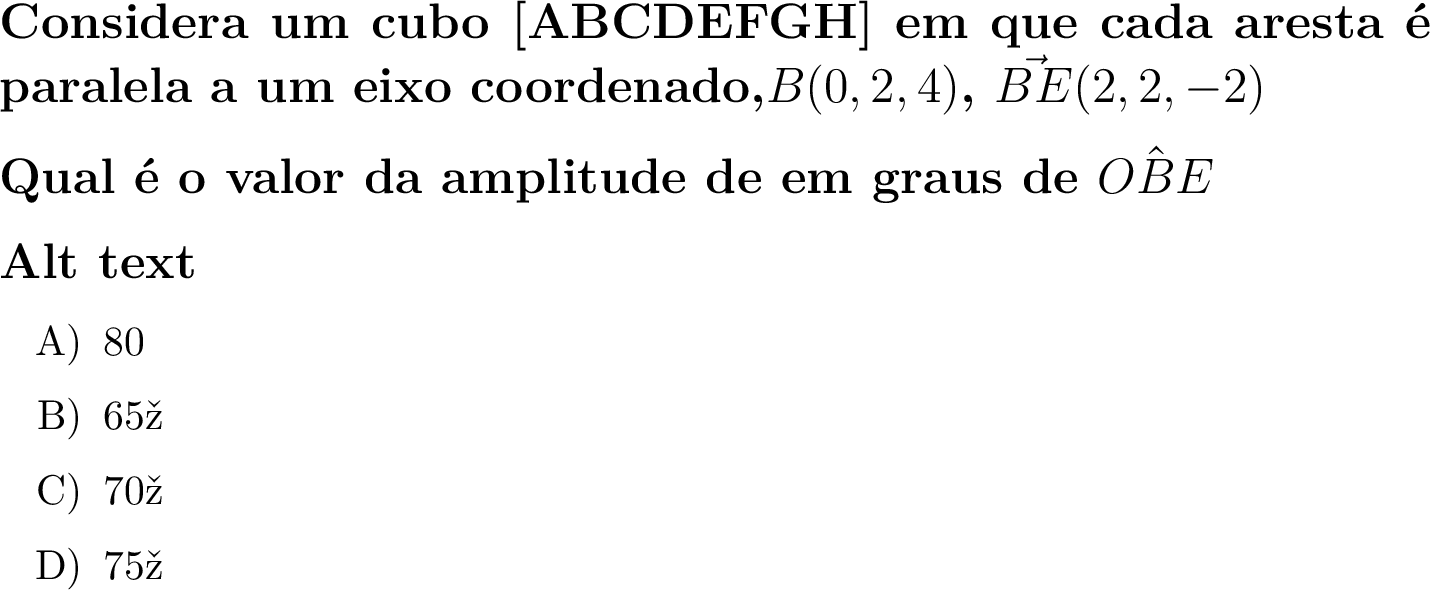 Considera um cubo [ABCDEFGH] em que cada aresta é
paralela a um eixo coordenado,$B(0, 2, 4)$, $\vec{BE}(2, 2, -2)$
Qual é o valor da amplitude de em graus de $O\hat{B}E$
Alt text
A) 80
B) 65ž
C) 70ž
D) 75ž